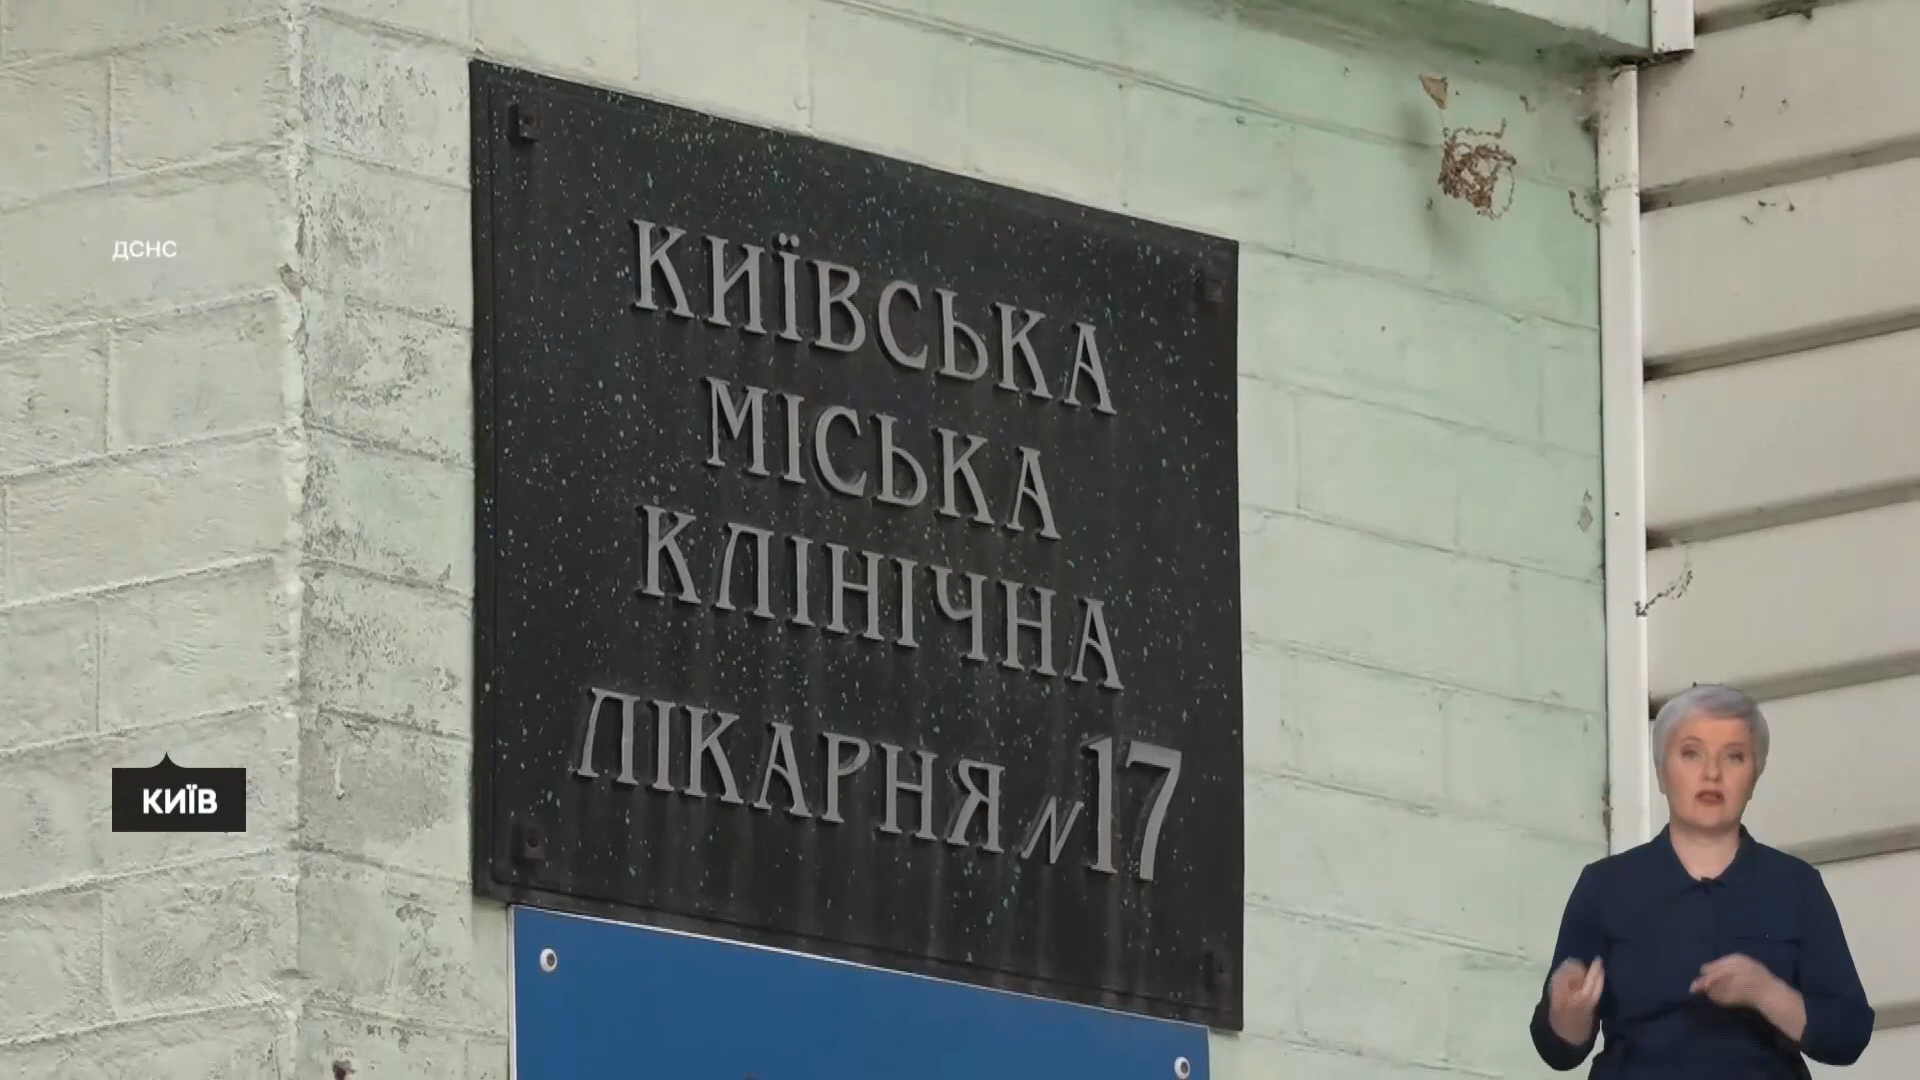 ДСНС
КИЇВСЬКА
МІСЬКА
КЛІНІЧНА
ЛІКАРНЯ №17
КИЇВ